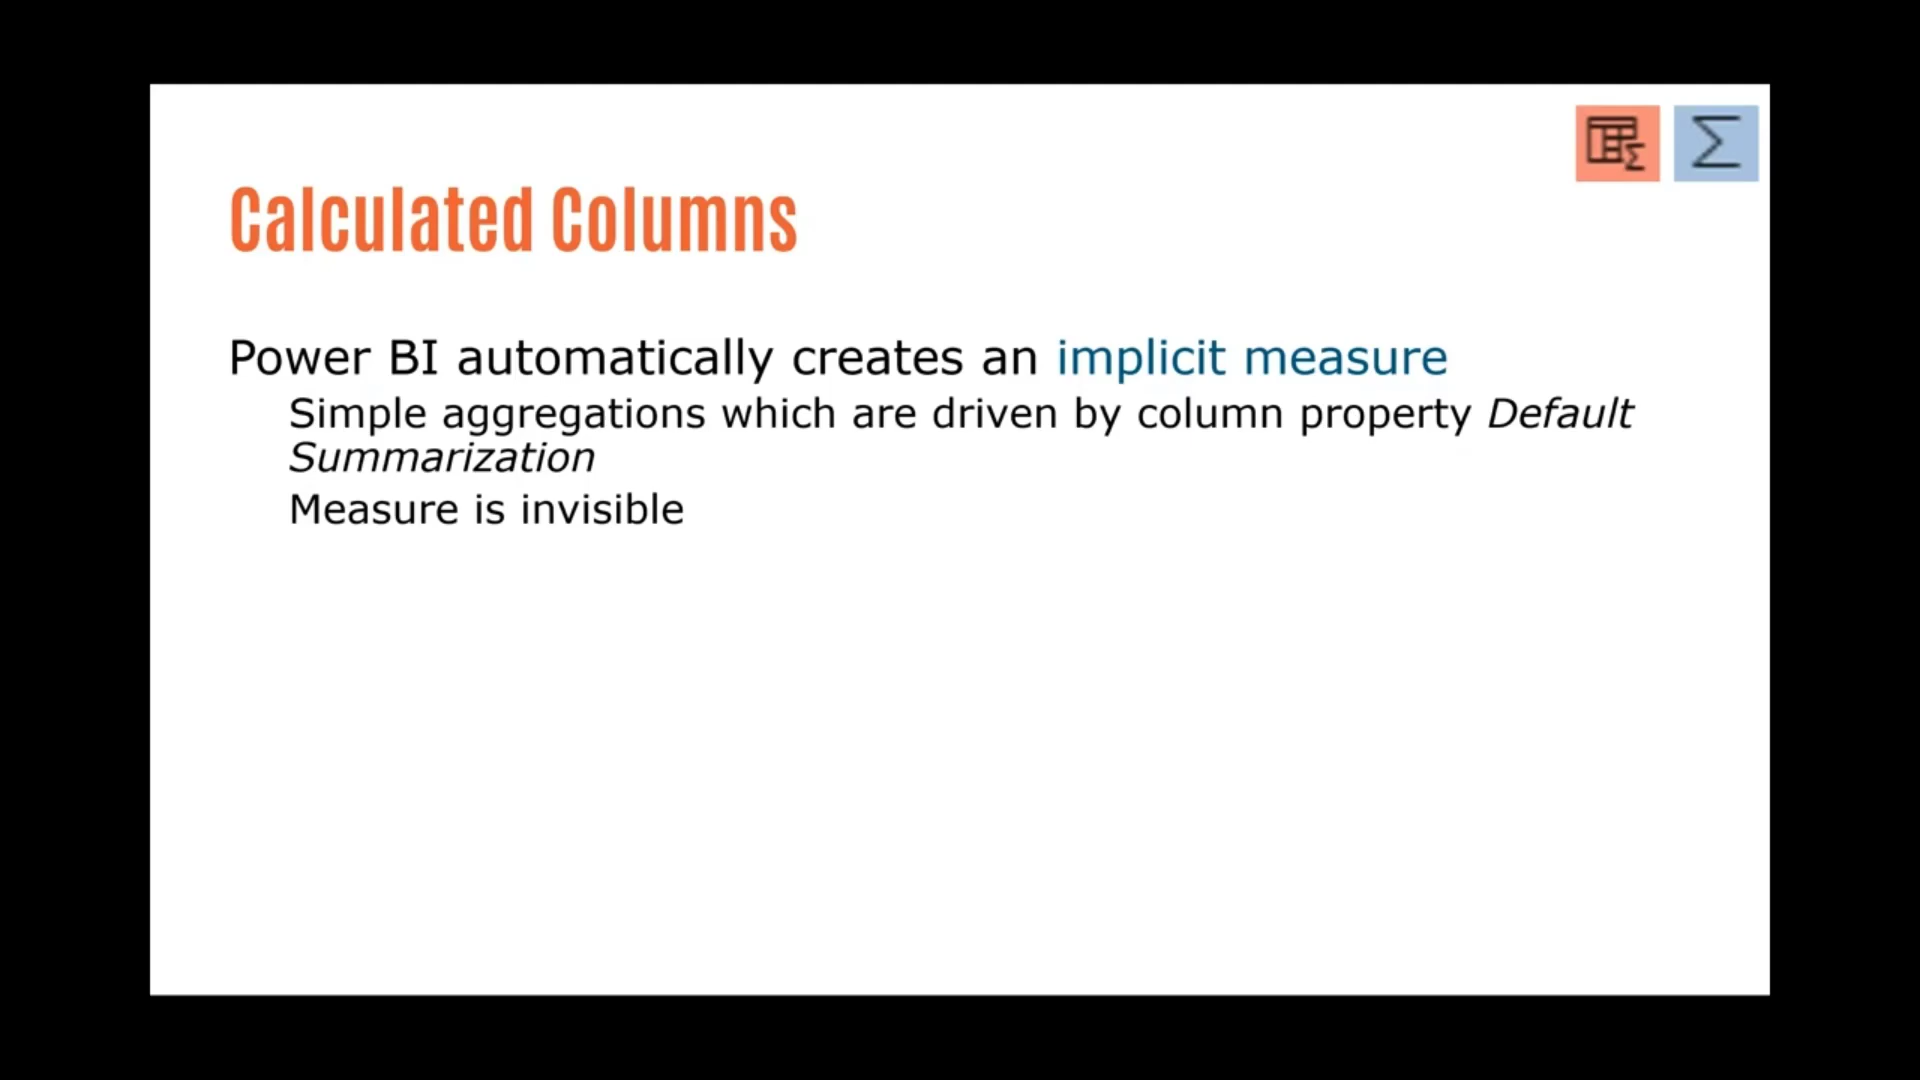 Calculated Columns
Power BI automatically creates an implicit measure
Simple aggregations which are driven by column property Default
Summarization
Measure is invisible